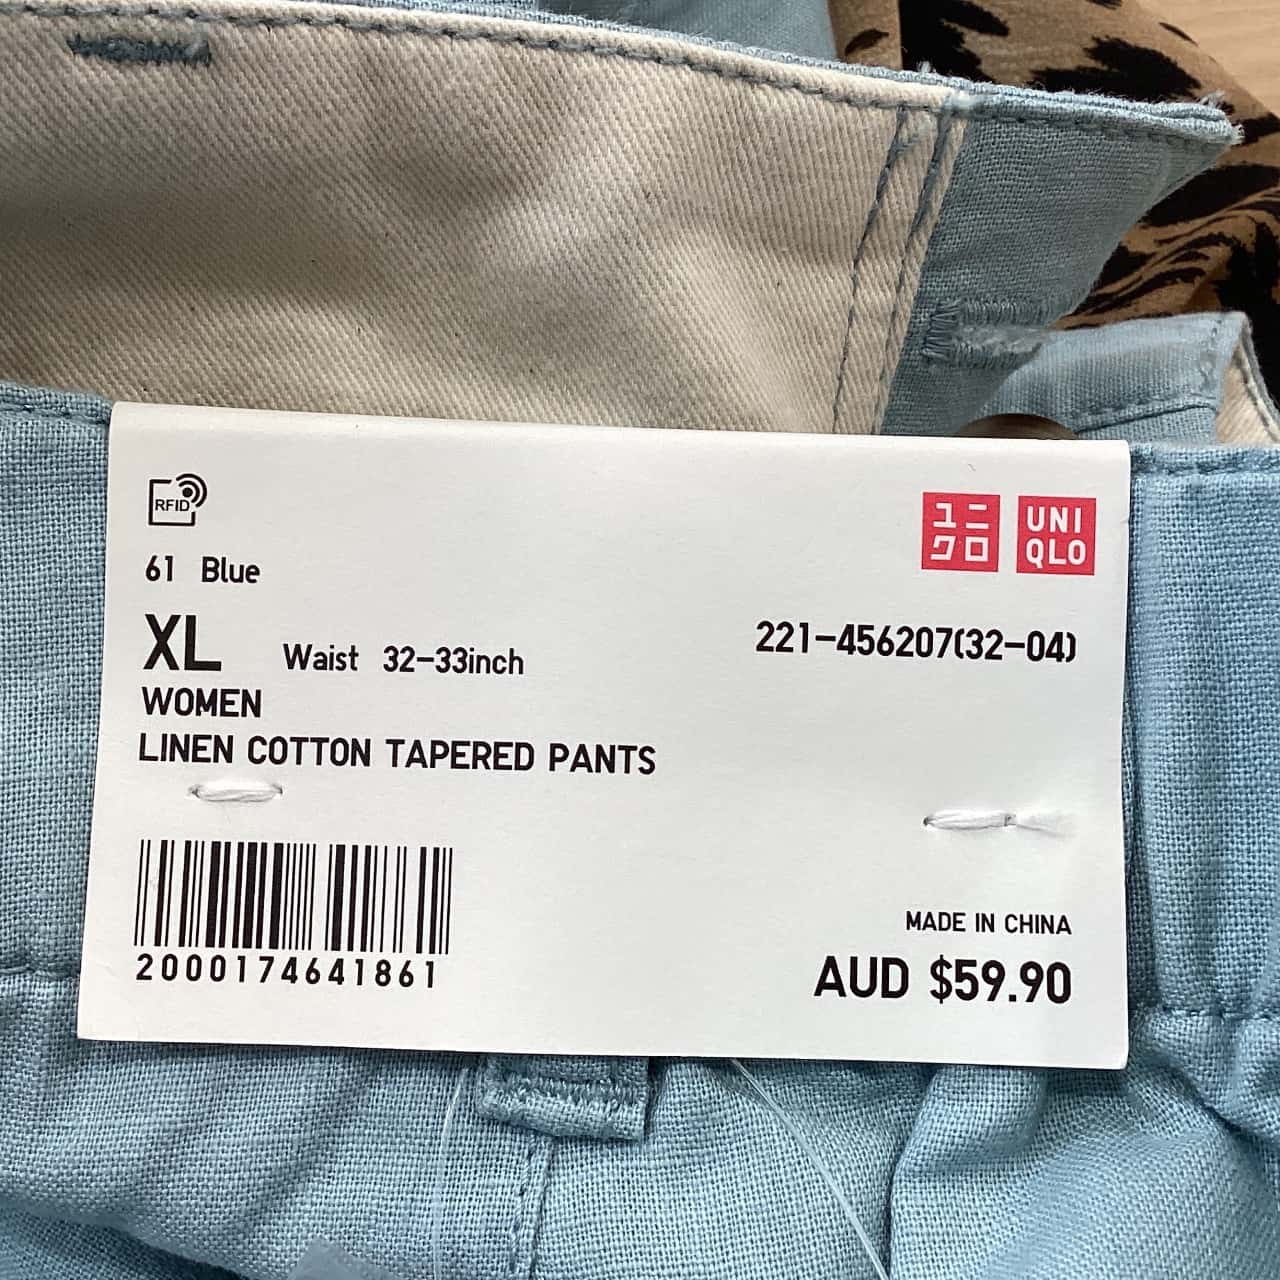 RFID
ユニ
クロ
UNI
QLO
61 Blue
XL Waist 32-33inch
221-456207(32-04)
WOMEN
LINEN COTTON TAPERED PANTS
2000174641861
MADE IN CHINA
AUD $59.90